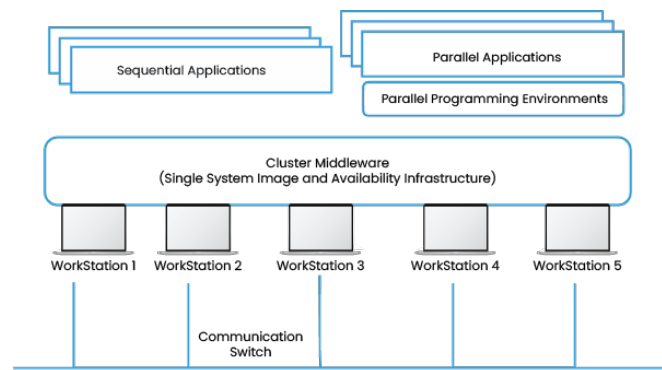 Sequential Applications
Parallel Applications
Parallel Programming Environments
Cluster Middleware
(Single System Image and Availability Infrastructure)
WorkStation 1
WorkStation 2
WorkStation 3
WorkStation 4
WorkStation 5
Communication
Switch